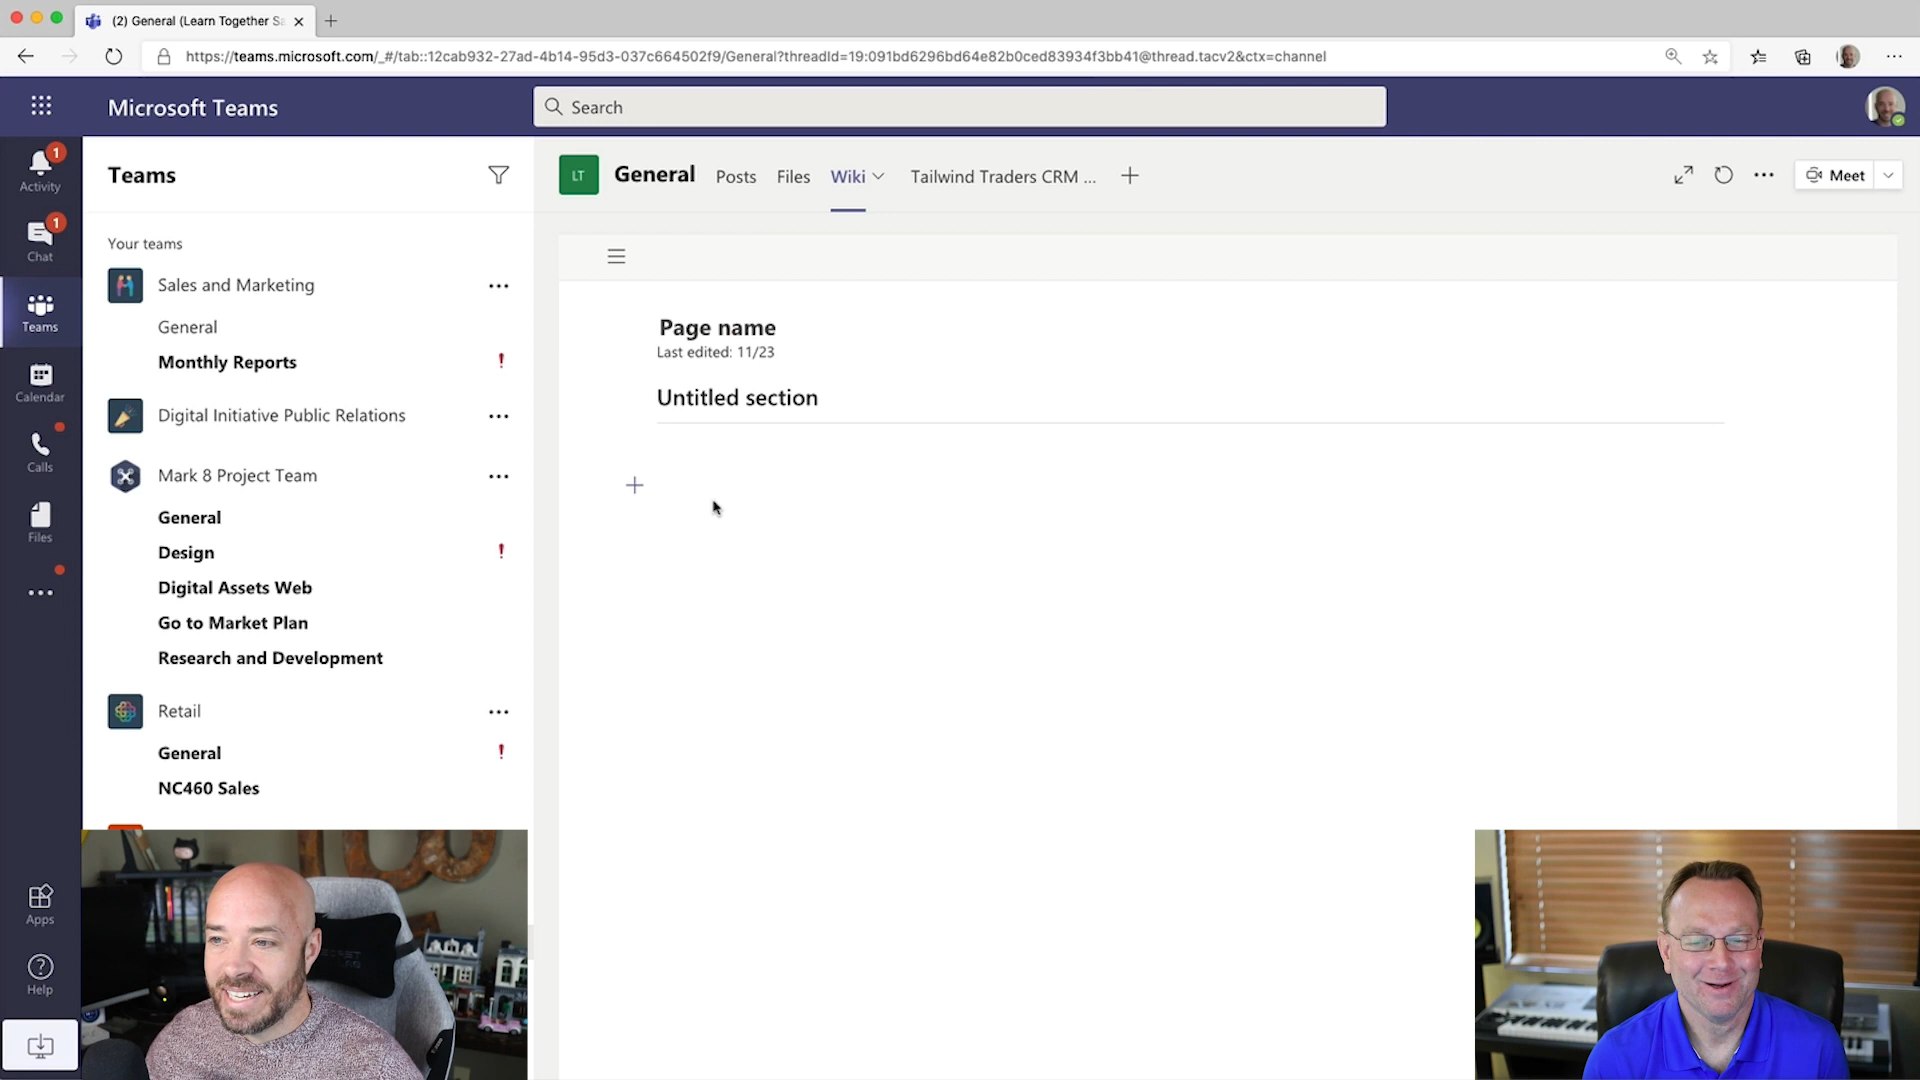 (2) General (Learn Together Sa
https://teams.microsoft.com/_#/tab::12cab932-27ad-4b14-95d3-037c664502f9/General?threadId=19:091bd6296bd64e82b0ced83934f3bb41@thread.tacv2&ctx=channel
Microsoft Teams
Search
1
Activity
1
Chat
Teams
Calendar
Calls
Files
Apps
Help
Teams
Your teams
Sales and Marketing
General
Monthly Reports
Digital Initiative Public Relations
Mark 8 Project Team
General
Design
Digital Assets Web
Go to Market Plan
Research and Development
Retail
General
NC460 Sales
LT
General
Posts
Files
Wiki
Tailwind Traders CRM ...
Meet
Page name
Last edited: 11/23
Untitled section